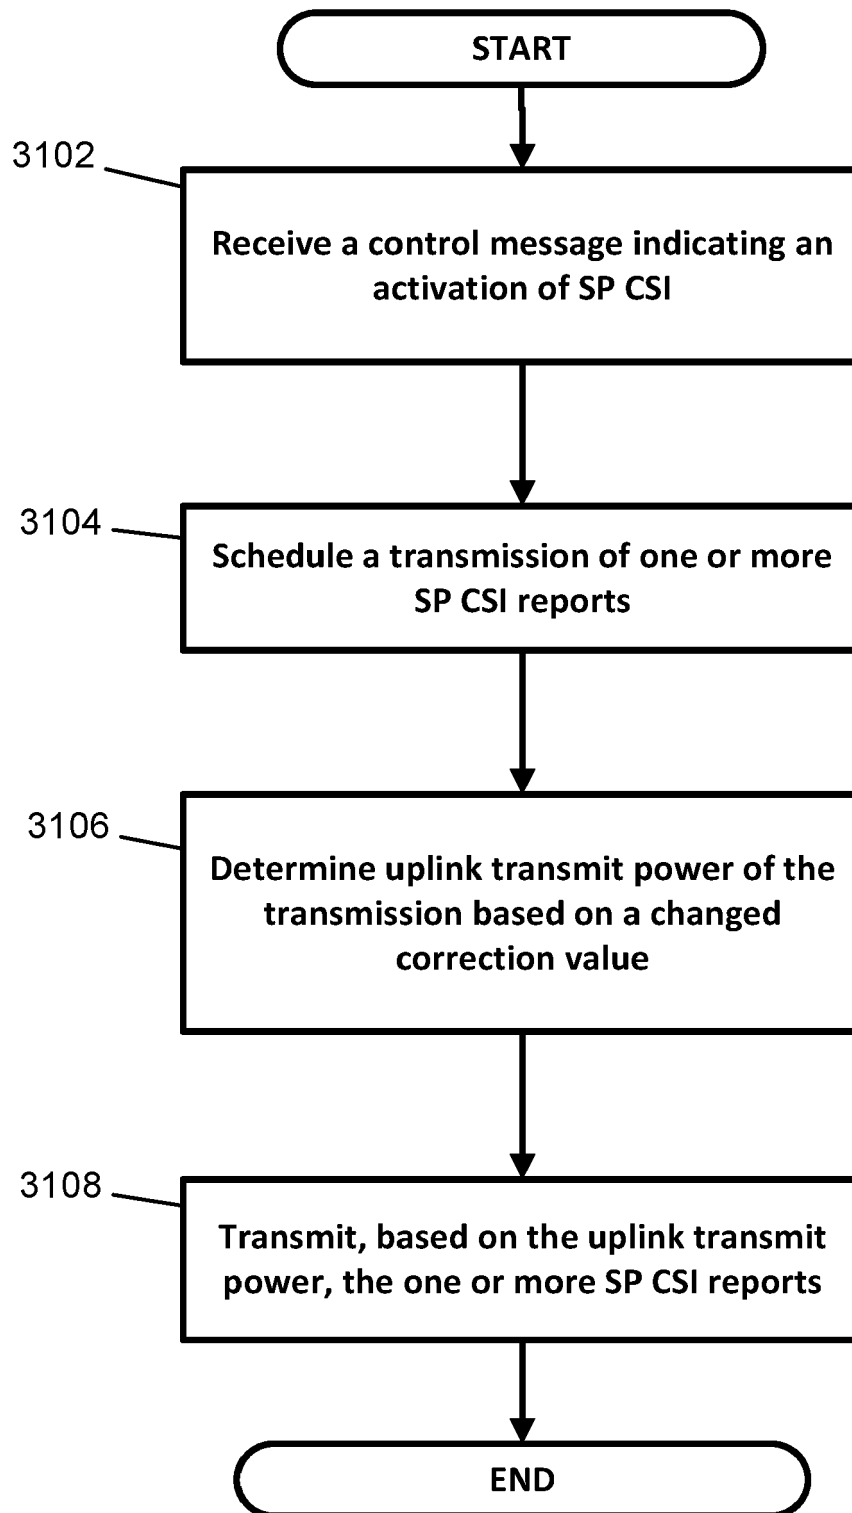 START
3102
Receive a control message indicating an
activation of SP CSI
3104
Schedule a transmission of one or more
SP CSI reports
3106
Determine uplink transmit power of the
transmission based on a changed
correction value
3108
Transmit, based on the uplink transmit
power, the one or more SP CSI reports
END